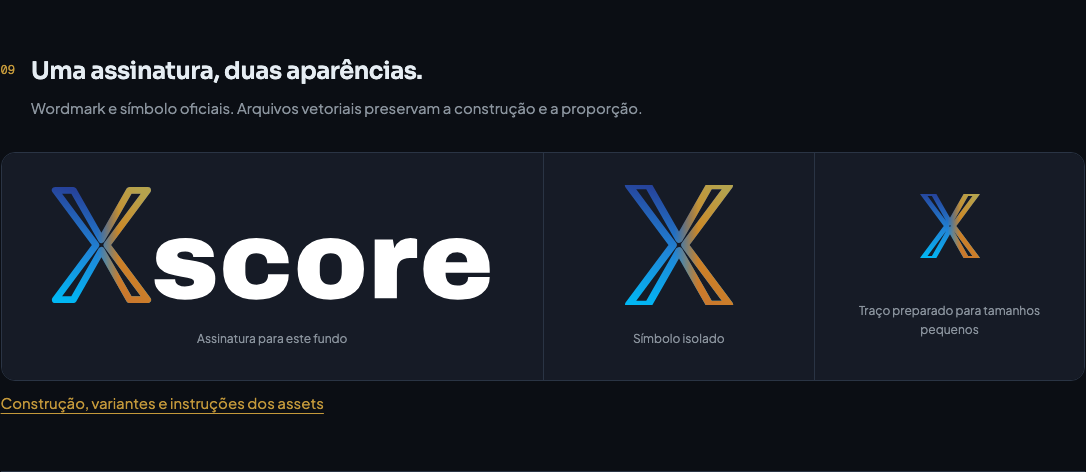 09
Uma assinatura, duas aparências.
Wordmark e símbolo oficiais. Arquivos vetoriais preservam a construção e a proporção.
Xscore
Assinatura para este fundo
X
Símbolo isolado
X
Traço preparado para tamanhos
pequenos
Construção, variantes e instruções dos assets